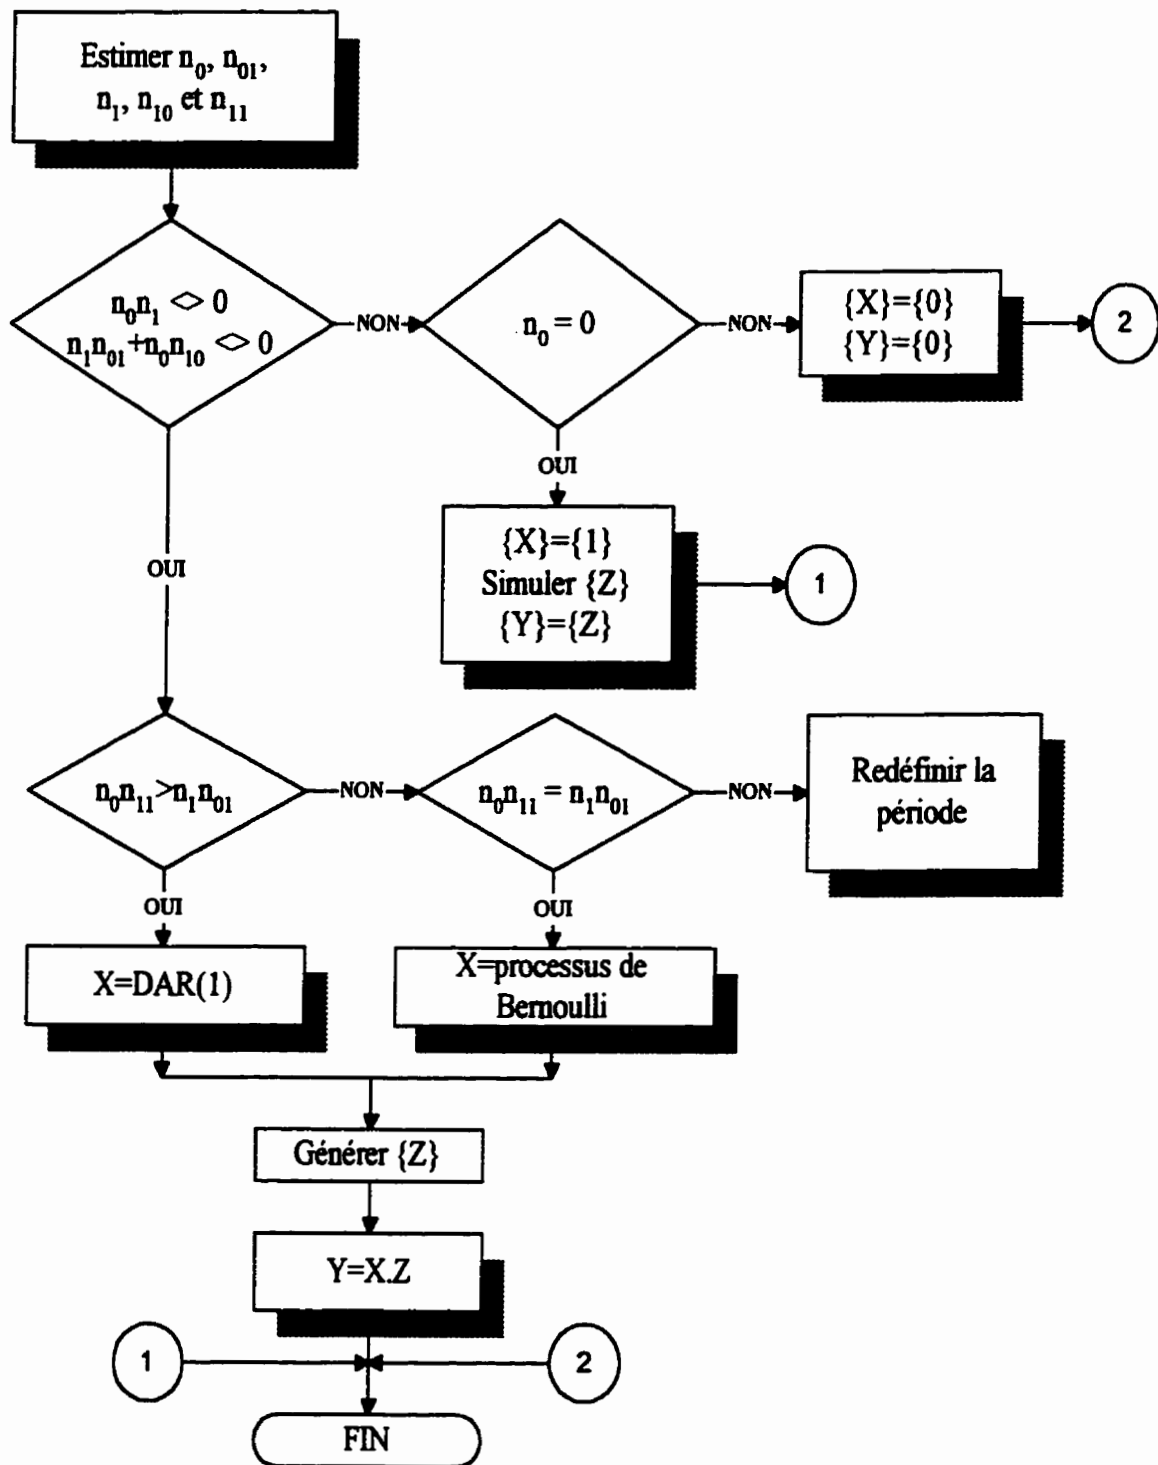 Estimer n₀, n₀₁,
n₁, n₁₀ et n₁₁
n₀n₁ <> 0
n₁n₀₁+n₀n₁₀ <> 0
NON
n₀ = 0
NON
{X}={0}
{Y}={0}
2
OUI
{X}={1}
Simuler {Z}
{Y}={Z}
1
OUI
n₀n₁₁>n₁n₀₁
NON
n₀n₁₁ = n₁n₀₁
NON
Redéfinir la
période
OUI
OUI
X=DAR(1)
X=processus de
Bernoulli
Générer {Z}
Y=X.Z
1
2
FIN